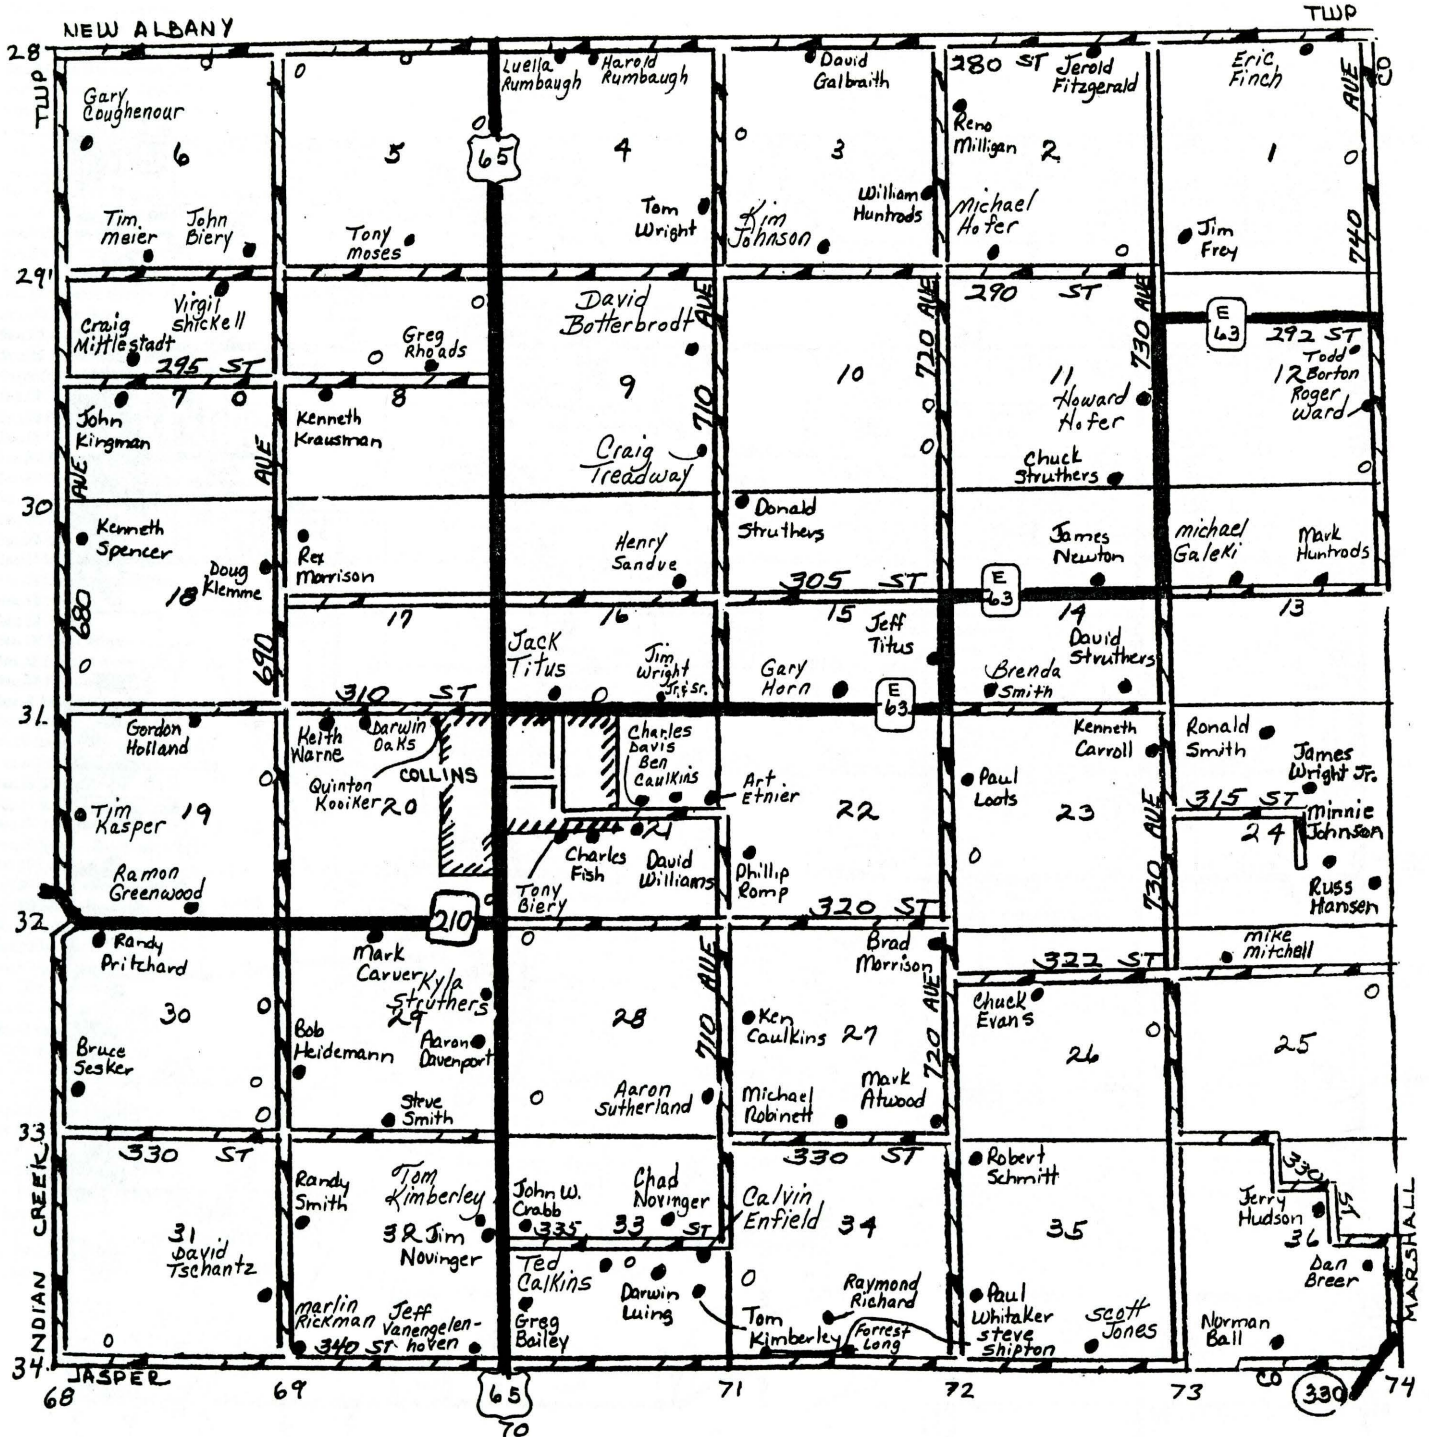 NEW ALBANY
TWP
28
TWP
Luella
Rumbaugh
Harold
Rumbaugh
David
Galbraith
280 ST
Jerold
Fitzgerald
Eric
Finch
AVE
CO
Gary
Coughenour
6
5
65
4
3
Reno
Milligan
2
1
Tim
meier
John
Biery
Tony
moses
Tom
Wright
Kim
Johnson
William
Huntrods
Michael
Hofer
Jim
Frey
740
29
290 ST
Craig
Mittlestadt
Virgil
Shickell
Greg
Rhoads
David
Botterbrodt
AVE
720 AVE
730 AVE
E
63
292 ST
295 ST
Todd
Borton
12
Roger
Ward
7
8
9
10
11
Howard
Hofer
John
Kingman
Kenneth
Krausman
710
AVE
AVE
Craig
Treadway
Chuck
Struthers
30
Kenneth
Spencer
Doug
Klemme
Rex
Morrison
Henry
Sandve
Donald
Struthers
James
Newton
michael
Galeki
Mark
Huntrods
680
18
305 ST
E
63
17
16
15
14
13
690
Jack
Titus
Jim
Wright
Jr.&Sr.
Gary
Horn
Jeff
Titus
Brenda
Smith
David
Struthers
310 ST
E
63
31
Gordon
Holland
Keith
Warne
Darwin
Oaks
Quinton
Kooiker
COLLINS
Charles
Davis
Ben
Caulkins
Art
Etnier
Kenneth
Carroll
Ronald
Smith
James
Wright Jr.
Tim
Kasper
19
20
22
Paul
Loots
23
730 AVE
315 ST
24
Minnie
Johnson
21
Ramon
Greenwood
Charles
Fish
David
Williams
Tony
Biery
Phillip
Romp
Russ
Hansen
320 ST
32
210
Randy
Pritchard
Mark
Carver
Kyla
Struthers
Brad
Morrison
322 ST
mike
Mitchell
30
29
28
710 AVE
Ken
Caulkins
27
720 AVE
Chuck
Evans
26
25
Bruce
Sesker
Bob
Heidemann
Aaron
Davenport
Steve
Smith
Aaron
Sutherland
Michael
Robinett
Mark
Atwood
33
330 ST
330 ST
330
ST
Randy
Smith
Tom
Kimberley
John W.
Crabb
Chad
Novinger
Calvin
Enfield
34
Robert
Schmitt
35
Jerry
Hudson
36
31
David
Tschantz
32
Jim
Novinger
335 33 ST
Dan
Breer
INDIAN CREEK
MARSHALL
Ted
Calkins
Darwin
Luing
Raymond
Richard
Tom
Kimberley
Forrest
Long
Paul
Whitaker
steve
shipton
scott
Jones
Norman
Ball
marlin
Rickman
Jeff
Vanengelen-
hoven
Greg
Bailey
340 ST
34
JASPER
CO
68
69
65
70
71
72
73
330
74